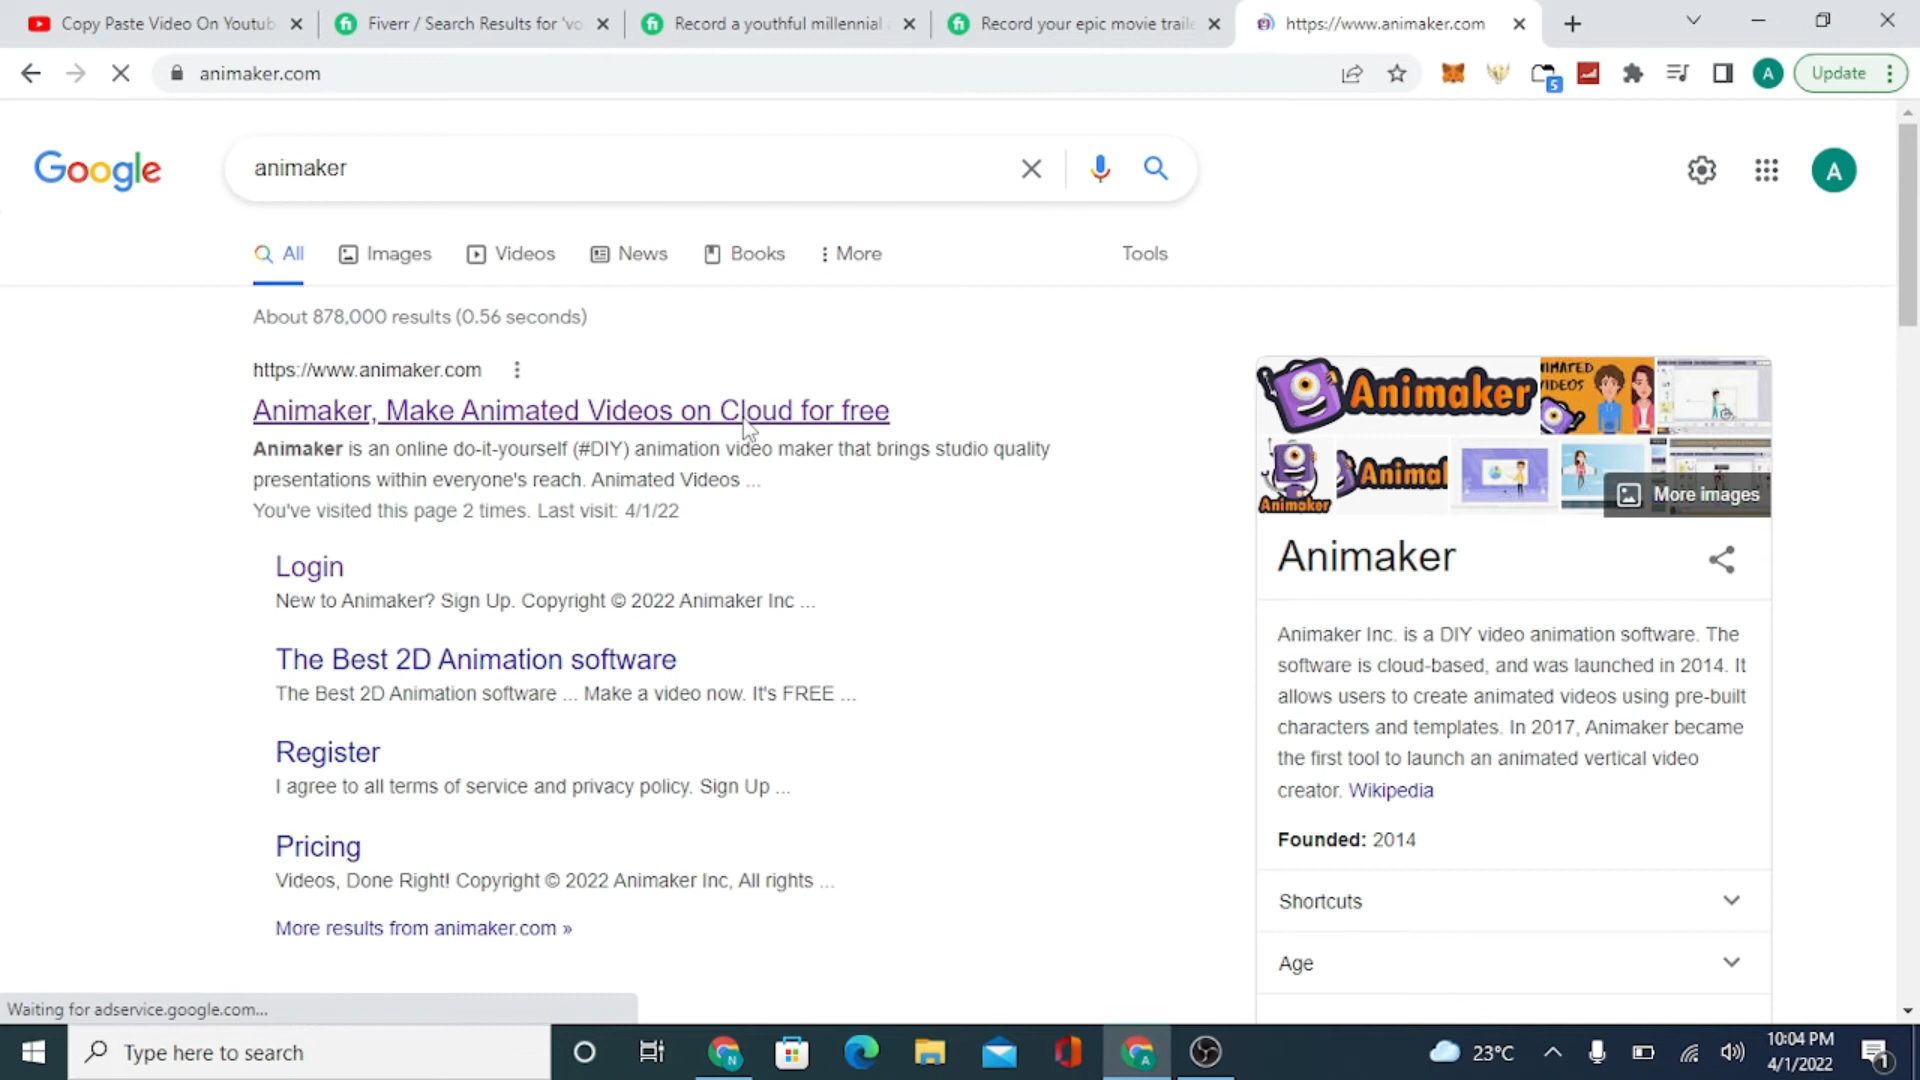 Copy Paste Video On Youtub
Fiverr / Search Results for 'vo
Record a youthful millennial
Record your epic movie traile
https://www.animaker.com
animaker.com
5
A
Update
Google
animaker
A
All
Images
Videos
News
Books
More
Tools
About 878,000 results (0.56 seconds)
https://www.animaker.com
Animaker, Make Animated Videos on Cloud for free
Animaker is an online do-it-yourself (#DIY) animation video maker that brings studio quality
presentations within everyone's reach. Animated Videos ...
You've visited this page 2 times. Last visit: 4/1/22
Login
New to Animaker? Sign Up. Copyright © 2022 Animaker Inc ...
The Best 2D Animation software
The Best 2D Animation software ... Make a video now. It's FREE ...
Register
I agree to all terms of service and privacy policy. Sign Up ...
Pricing
Videos, Done Right! Copyright © 2022 Animaker Inc, All rights ...
More results from animaker.com »
Animaker
Animaker
Animak
More images
Animaker
Animaker Inc. is a DIY video animation software. The
software is cloud-based, and was launched in 2014. It
allows users to create animated videos using pre-built
characters and templates. In 2017, Animaker became
the first tool to launch an animated vertical video
creator. Wikipedia
Founded: 2014
Shortcuts
Age
Waiting for adservice.google.com...
Type here to search
N
A
23°C
10:04 PM
4/1/2022
1